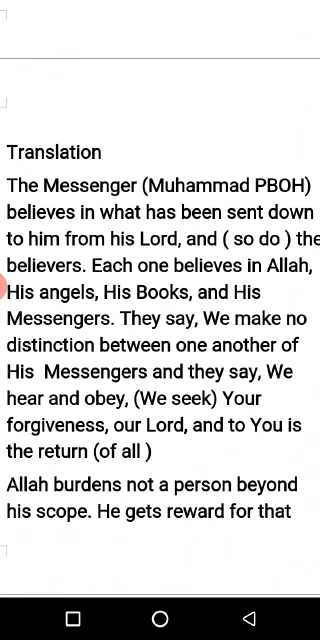 Translation
The Messenger (Muhammad PBOH)
believes in what has been sent down
to him from his Lord, and ( so do ) the
believers. Each one believes in Allah,
His angels, His Books, and His
Messengers. They say, We make no
distinction between one another of
His  Messengers and they say, We
hear and obey, (We seek) Your
forgiveness, our Lord, and to You is
the return (of all )
Allah burdens not a person beyond
his scope. He gets reward for that